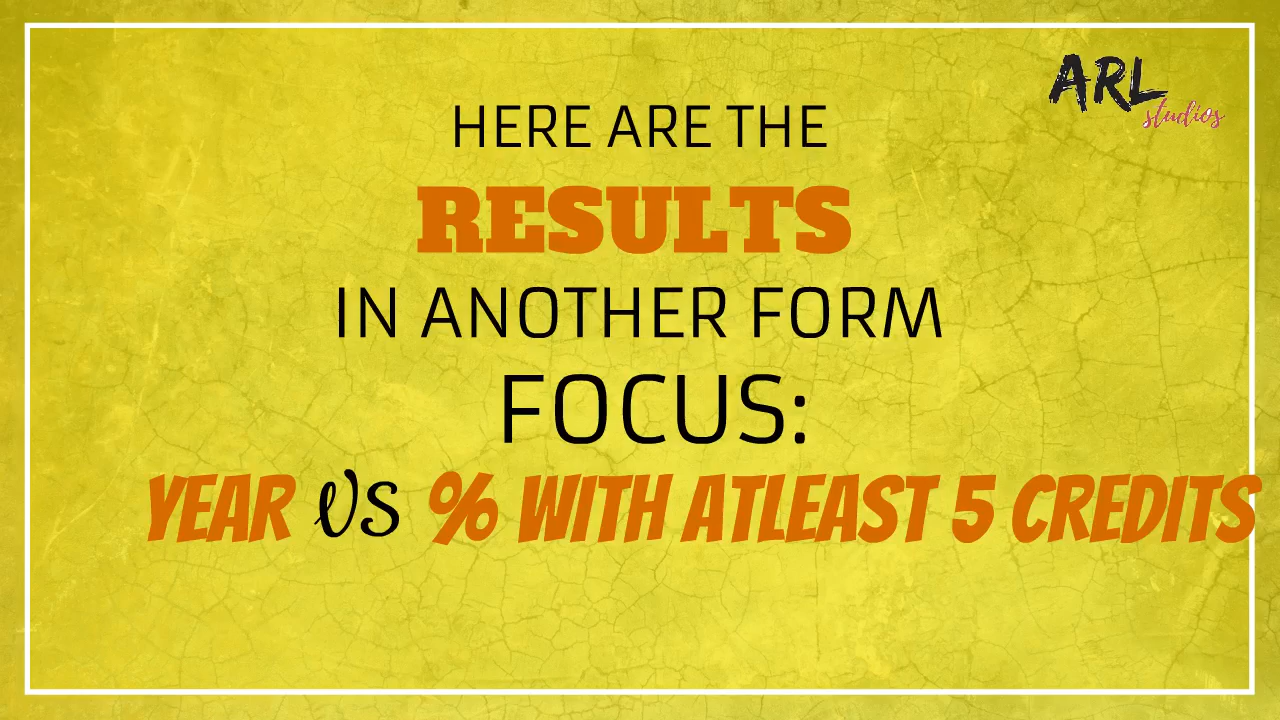 ARL
studios
HERE ARE THE
RESULTS
IN ANOTHER FORM
FOCUS:
YEAR VS % WITH ATLEAST 5 CREDITS